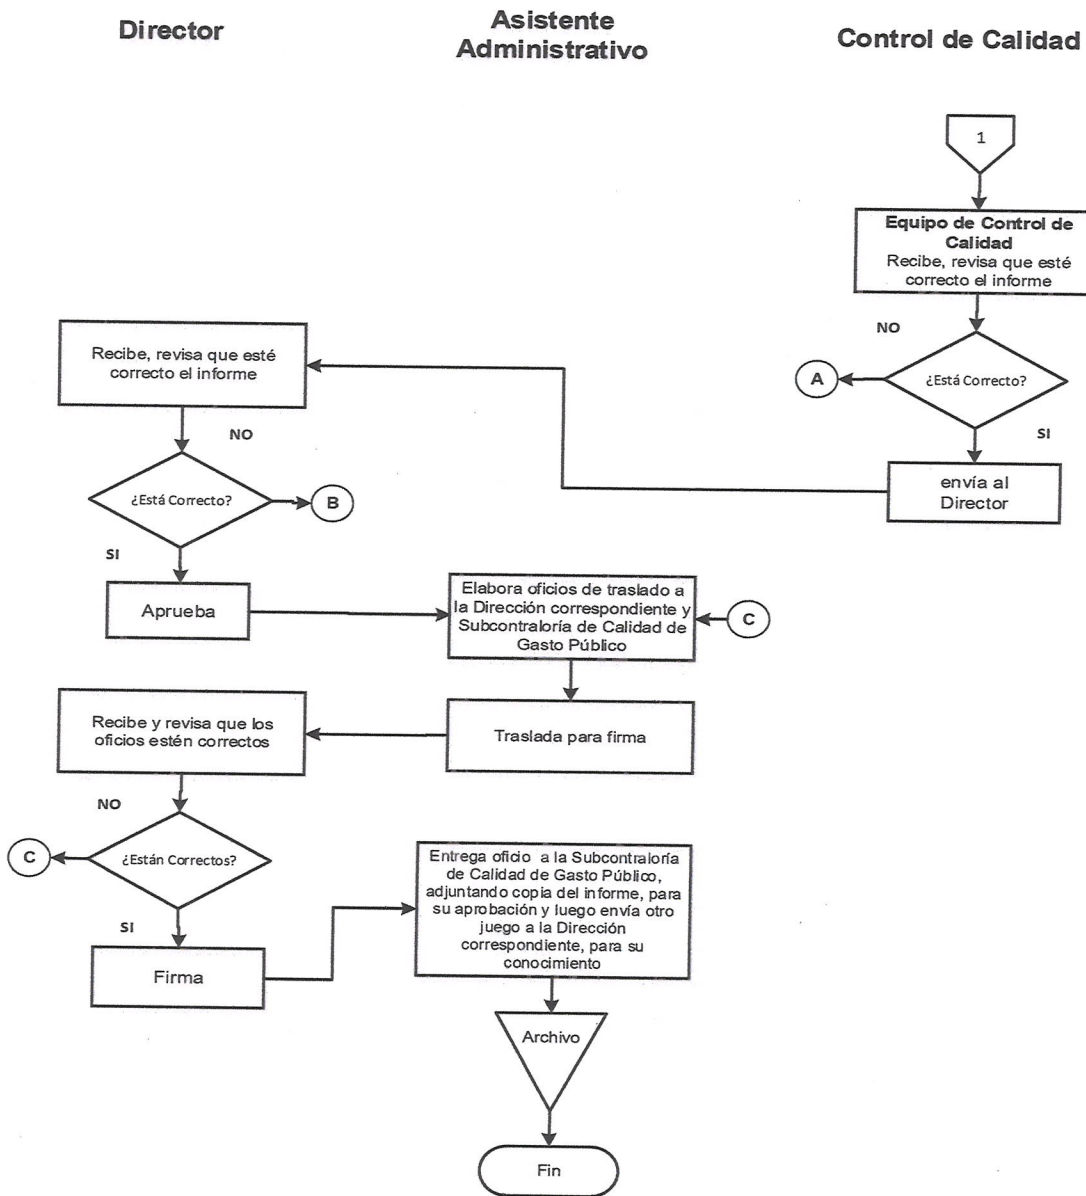 Director
Asistente
Administrativo
Control de Calidad
1
Equipo de Control de
Calidad
Recibe, revisa que esté
correcto el informe
NO
¿Está Correcto?
A
SI
envía al
Director
Recibe, revisa que esté
correcto el informe
NO
¿Está Correcto?
B
SI
Aprueba
Elabora oficios de traslado a
la Dirección correspondiente y
Subcontraloría de Calidad de
Gasto Público
C
Traslada para firma
Recibe y revisa que los
oficios estén correctos
NO
C
¿Están Correctos?
SI
Firma
Entrega oficio a la Subcontraloría
de Calidad de Gasto Público,
adjuntando copia del informe, para
su aprobación y luego envía otro
juego a la Dirección
correspondiente, para su
conocimiento
Archivo
Fin